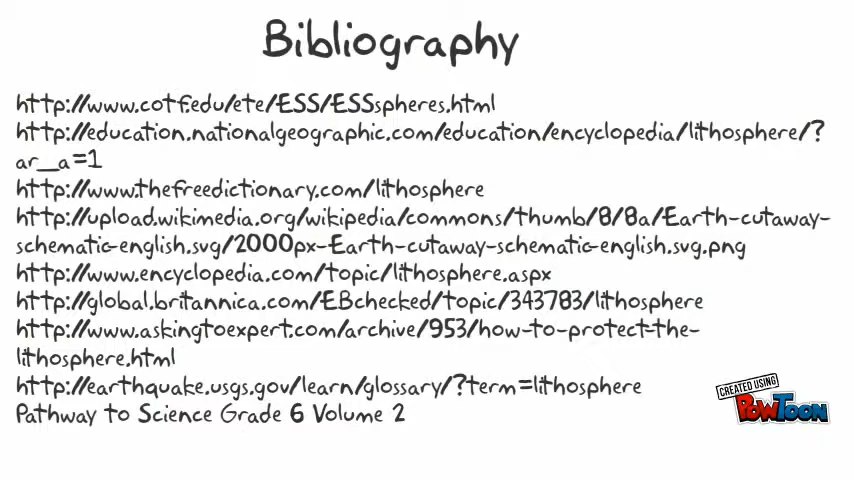 Bibliography
http://www.cotf.edu/ete/ESS/ESSspheres.html
http://education.nationalgeographic.com/education/encyclopedia/lithosphere/?
ar_a=1
http://www.thefreedictionary.com/lithosphere
http://upload.wikimedia.org/wikipedia/commons/thumb/8/8a/Earth-cutaway-
schematic-english.svg/2000px-Earth-cutaway-schematic-english.svg.png
http://www.encyclopedia.com/topic/lithosphere.aspx
http://global.britannica.com/EBchecked/topic/343783/lithosphere
http://www.askingtoexpert.com/archive/953/how-to-protect-the-
lithosphere.html
http://earthquake.usgs.gov/learn/glossary/?term=lithosphere
Pathway to Science Grade 6 Volume 2
CREATED USING
POWTOON